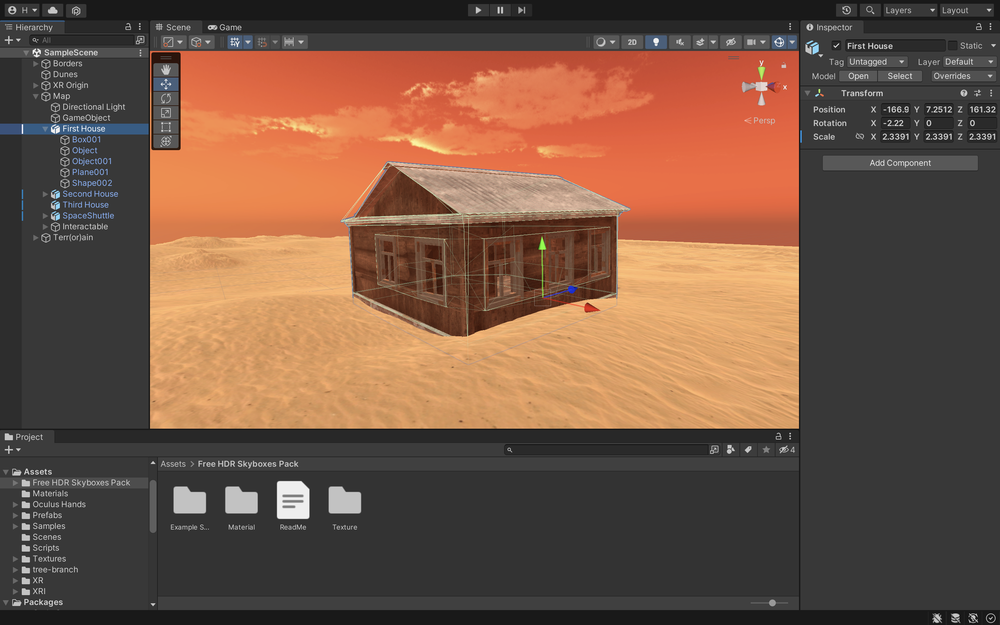 H
Layers
Layout
Hierarchy
All
SampleScene
Borders
Dunes
XR Origin
Map
Directional Light
GameObject
First House
Box001
Object
Object001
Plane001
Shape002
Second House
Third House
SpaceShuttle
Interactable
Terr(or)ain
Scene
Game
2D
y
x
z
Persp
Inspector
First House
Static
Tag
Untagged
Layer
Default
Model
Open
Select
Overrides
Transform
Position X -166.9 Y 7.2512 Z 161.32
Rotation X -2.22 Y 0 Z 0
Scale X 2.3391 Y 2.3391 Z 2.3391
Add Component
Project
4
Assets
Free HDR Skyboxes Pack
Materials
Oculus Hands
Prefabs
Samples
Scenes
Scripts
Textures
tree-branch
XR
XRI
Packages
Assets > Free HDR Skyboxes Pack
Example S...
Material
ReadMe
Texture